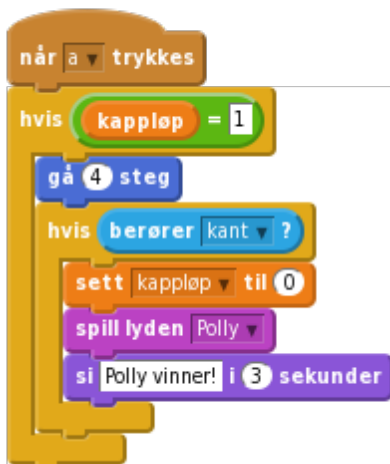 når a trykkes
hvis kappløp = 1
gå 4 steg
hvis berører kant ?
sett kappløp til 0
spill lyden Polly
si Polly vinner! i 3 sekunder